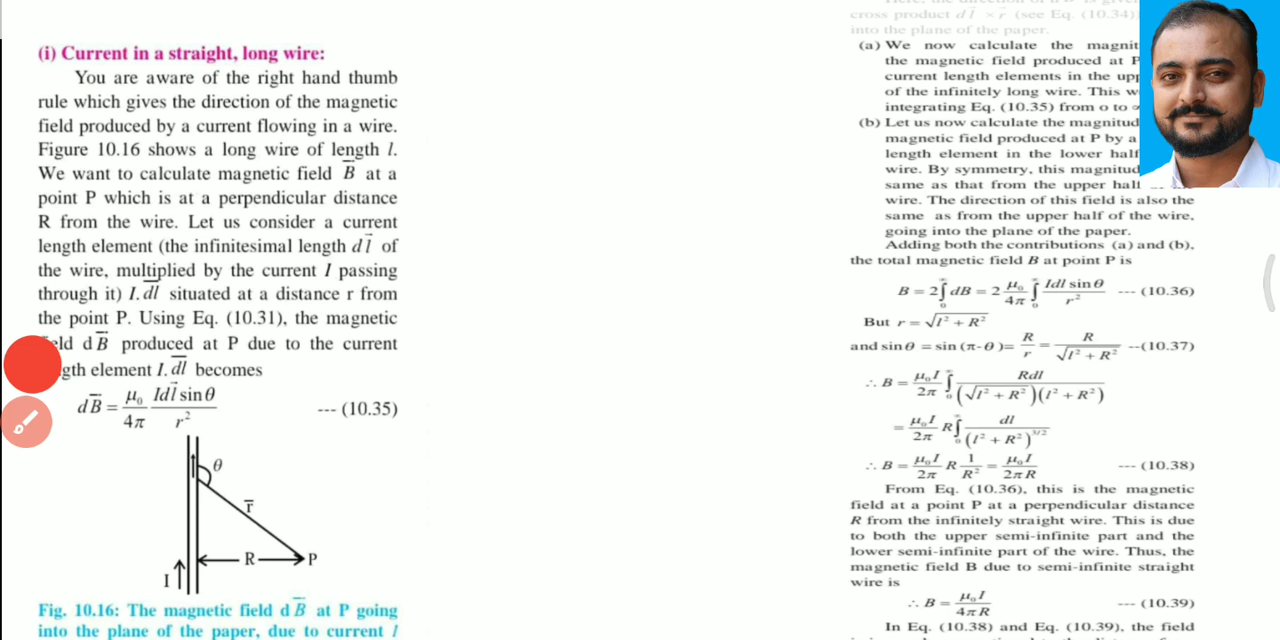 (i) Current in a straight, long wire:
You are aware of the right hand thumb
rule which gives the direction of the magnetic
field produced by a current flowing in a wire.
Figure 10.16 shows a long wire of length l.
We want to calculate magnetic field B̅ at a
point P which is at a perpendicular distance
R from the wire. Let us consider a current
length element (the infinitesimal length dl⃗ of
the wire, multiplied by the current I passing
through it) I.d̅l̅ situated at a distance r from
the point P. Using Eq. (10.31), the magnetic
eld dB̅ produced at P due to the current
gth element I.d̅l̅ becomes
dB̅ = μ₀/4π Idl⃗ sinθ/r² --- (10.35)
θ
r̅
R
P
I
Fig. 10.16: The magnetic field dB̅ at P going
into the plane of the paper, due to current I
cross product dl⃗ × r⃗ (see Eq. (10.34)
into the plane of the paper.
(a) We now calculate the magnit
the magnetic field produced at P
current length elements in the upp
of the infinitely long wire. This w
integrating Eq. (10.35) from o to
(b) Let us now calculate the magnitud
magnetic field produced at P by a
length element in the lower half
wire. By symmetry, this magnitud
same as that from the upper half
wire. The direction of this field is also the
same as from the upper half of the wire,
going into the plane of the paper.
Adding both the contributions (a) and (b),
the total magnetic field B at point P is
B = 2∫₀^∞ dB = 2 μ₀/4π ∫₀^∞ Idl sinθ/r² --- (10.36)
But r = √(l² + R²)
and sinθ = sin (π-θ) = R/r = R/√(l² + R²) --(10.37)
∴ B = μ₀I/2π ∫₀^∞ Rdl/(√(l² + R²))(l² + R²)
= μ₀I/2π R∫₀^∞ dl/(l² + R²)^3/2
∴ B = μ₀I/2π R 1/R² = μ₀I/2πR --- (10.38)
From Eq. (10.36), this is the magnetic
field at a point P at a perpendicular distance
R from the infinitely straight wire. This is due
to both the upper semi-infinite part and the
lower semi-infinite part of the wire. Thus, the
magnetic field B due to semi-infinite straight
wire is
∴ B = μ₀I/4πR --- (10.39)
In Eq. (10.38) and Eq. (10.39), the field